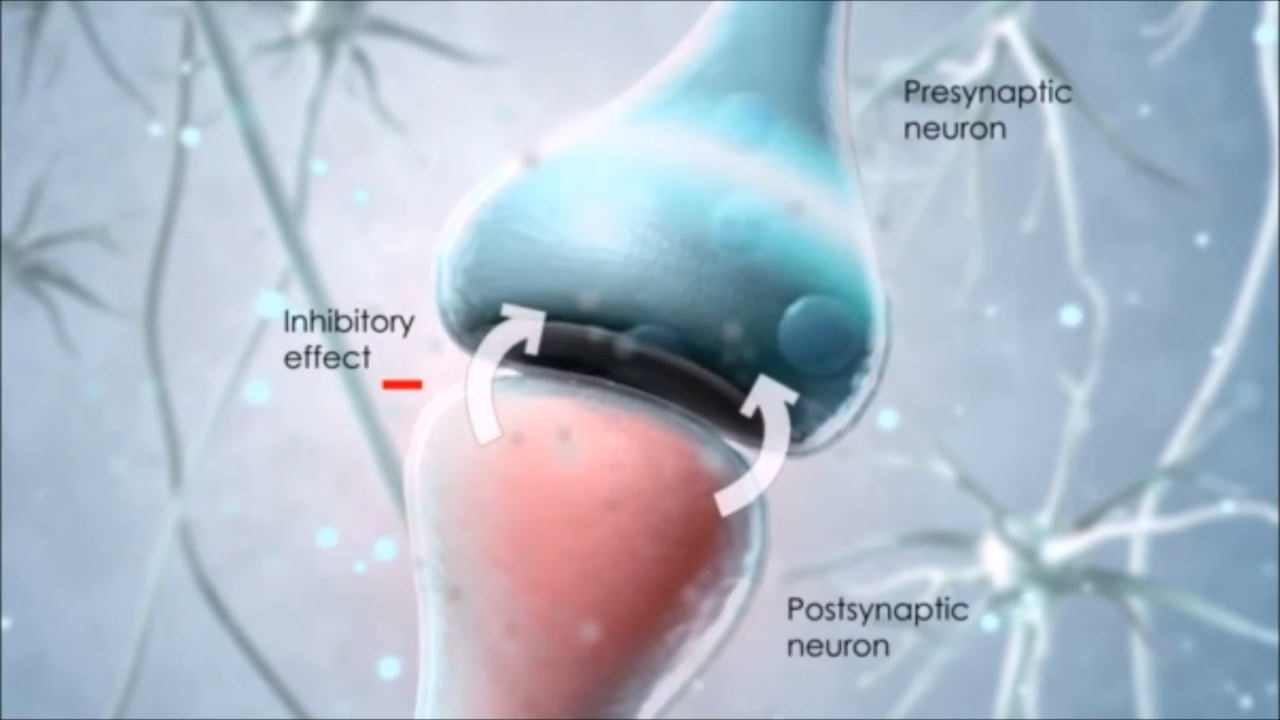 Presynaptic
neuron
Inhibitory
effect
Postsynaptic
neuron